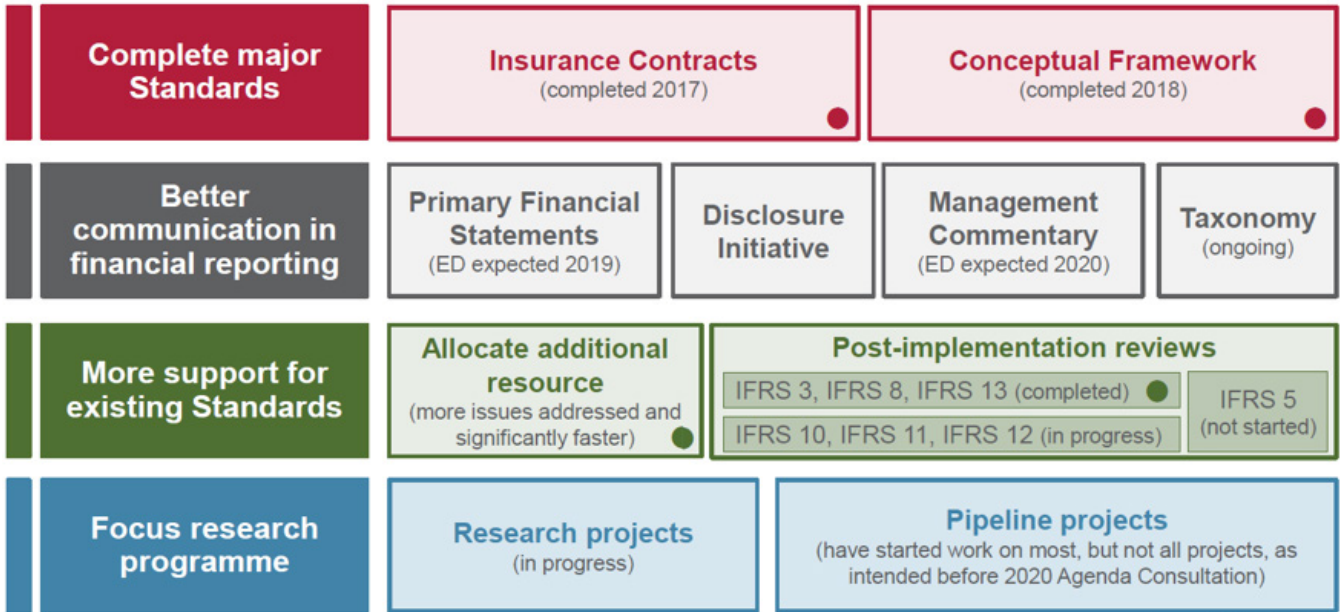 Complete major
Standards
Insurance Contracts
(completed 2017)
Conceptual Framework
(completed 2018)
Better
communication in
financial reporting
Primary Financial
Statements
(ED expected 2019)
Disclosure
Initiative
Management
Commentary
(ED expected 2020)
Taxonomy
(ongoing)
More support for
existing Standards
Allocate additional
resource
(more issues addressed and
significantly faster)
Post-implementation reviews
IFRS 3, IFRS 8, IFRS 13 (completed)
IFRS 10, IFRS 11, IFRS 12 (in progress)
IFRS 5
(not started)
Focus research
programme
Research projects
(in progress)
Pipeline projects
(have started work on most, but not all projects, as
intended before 2020 Agenda Consultation)